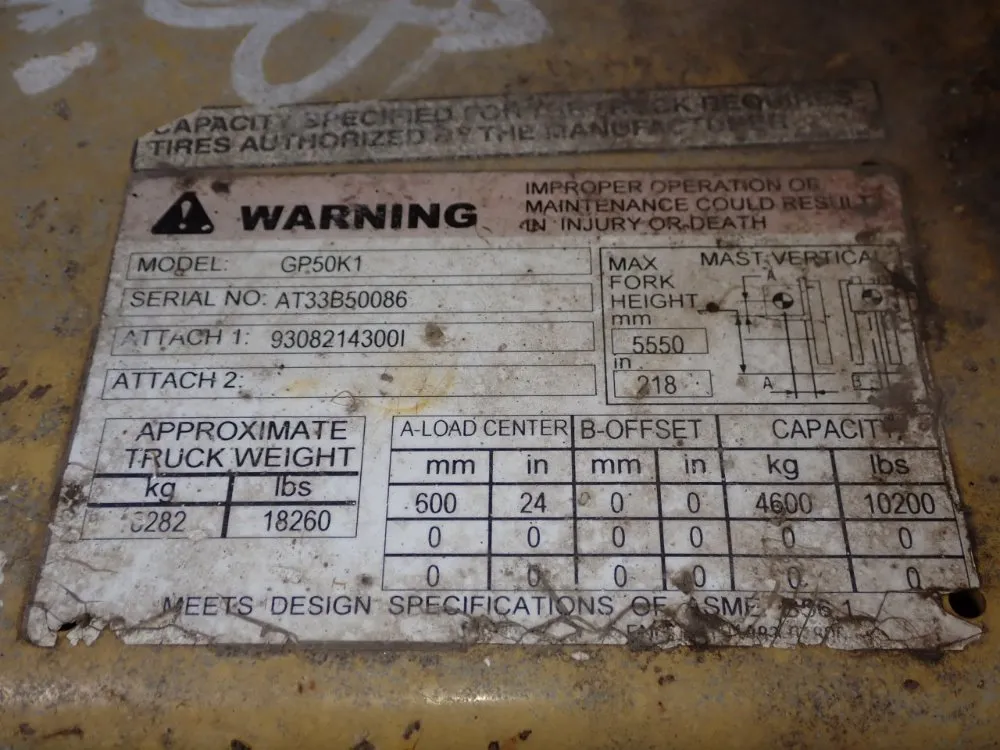 CAPACITY SPECIFIED FOR THE TRUCK REQUIRES
TIRES AUTHORIZED BY THE MANUFACTURER
WARNING
IMPROPER OPERATION OR
MAINTENANCE COULD RESULT
IN INJURY OR DEATH
MODEL: GP50K1
SERIAL NO: AT33B50086
ATTACH 1: 9308214300I
ATTACH 2:
MAX
FORK
HEIGHT
mm
5550
in
218
MAST VERTICAL
A
A B
APPROXIMATE
TRUCK WEIGHT
kg lbs
8282 18260
A-LOAD CENTER B-OFFSET CAPACITY
mm in mm in kg lbs
600 24 0 0 4600 10200
0 0 0 0 0 0
0 0 0 0 0 0
MEETS DESIGN SPECIFICATIONS OF ASME